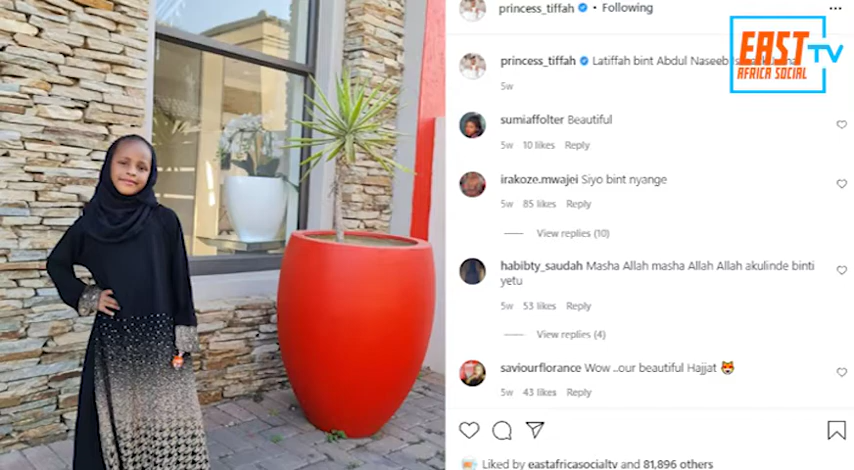 princess_tiffah • Following
EAST
AFRICA SOCIAL
TV
princess_tiffah Latiffah bint Abdul Naseeb
5w
sumiaffolter Beautiful
5w 10 likes Reply
irakoze.mwajei Siyo bint nyange
5w 85 likes Reply
View replies (10)
habibty_saudah Masha Allah masha Allah Allah akulinde binti
yetu
5w 53 likes Reply
View replies (4)
saviourflorance Wow ..our beautiful Hajjat
5w 43 likes Reply
Liked by eastafricasocialtv and 81,896 others